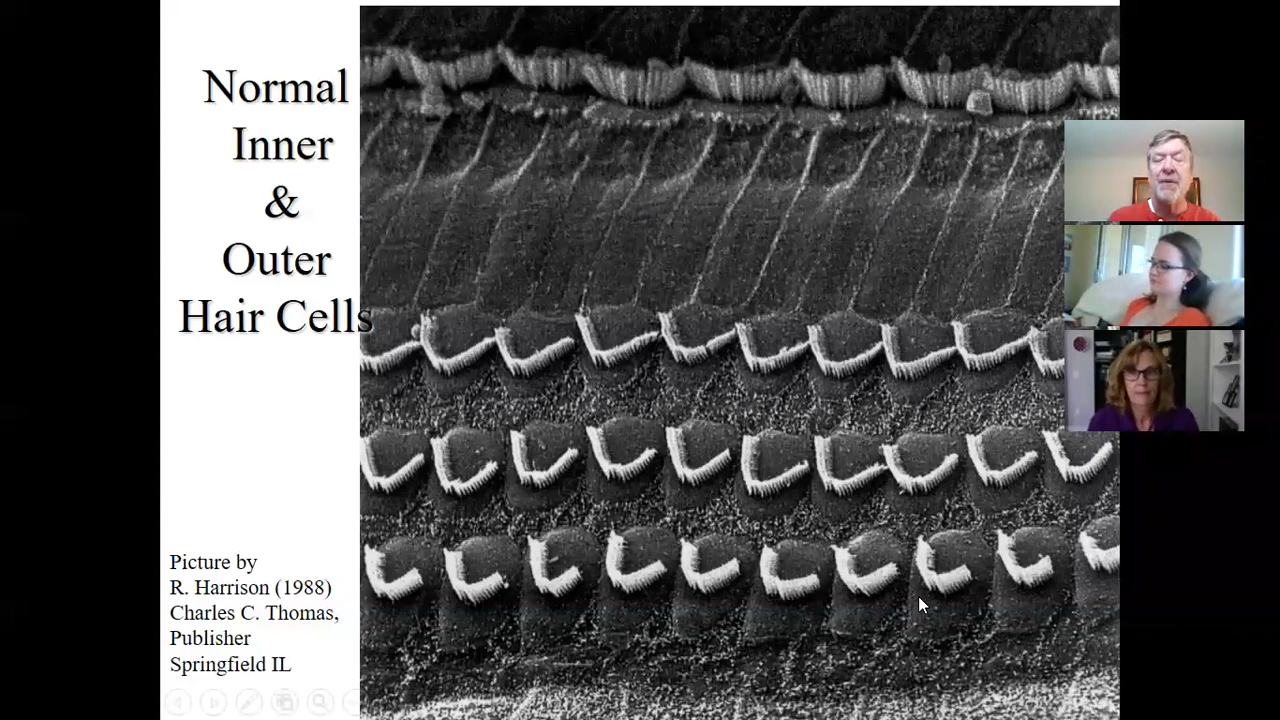 Normal
Inner
&
Outer
Hair Cells
Picture by
R. Harrison (1988)
Charles C. Thomas,
Publisher
Springfield IL